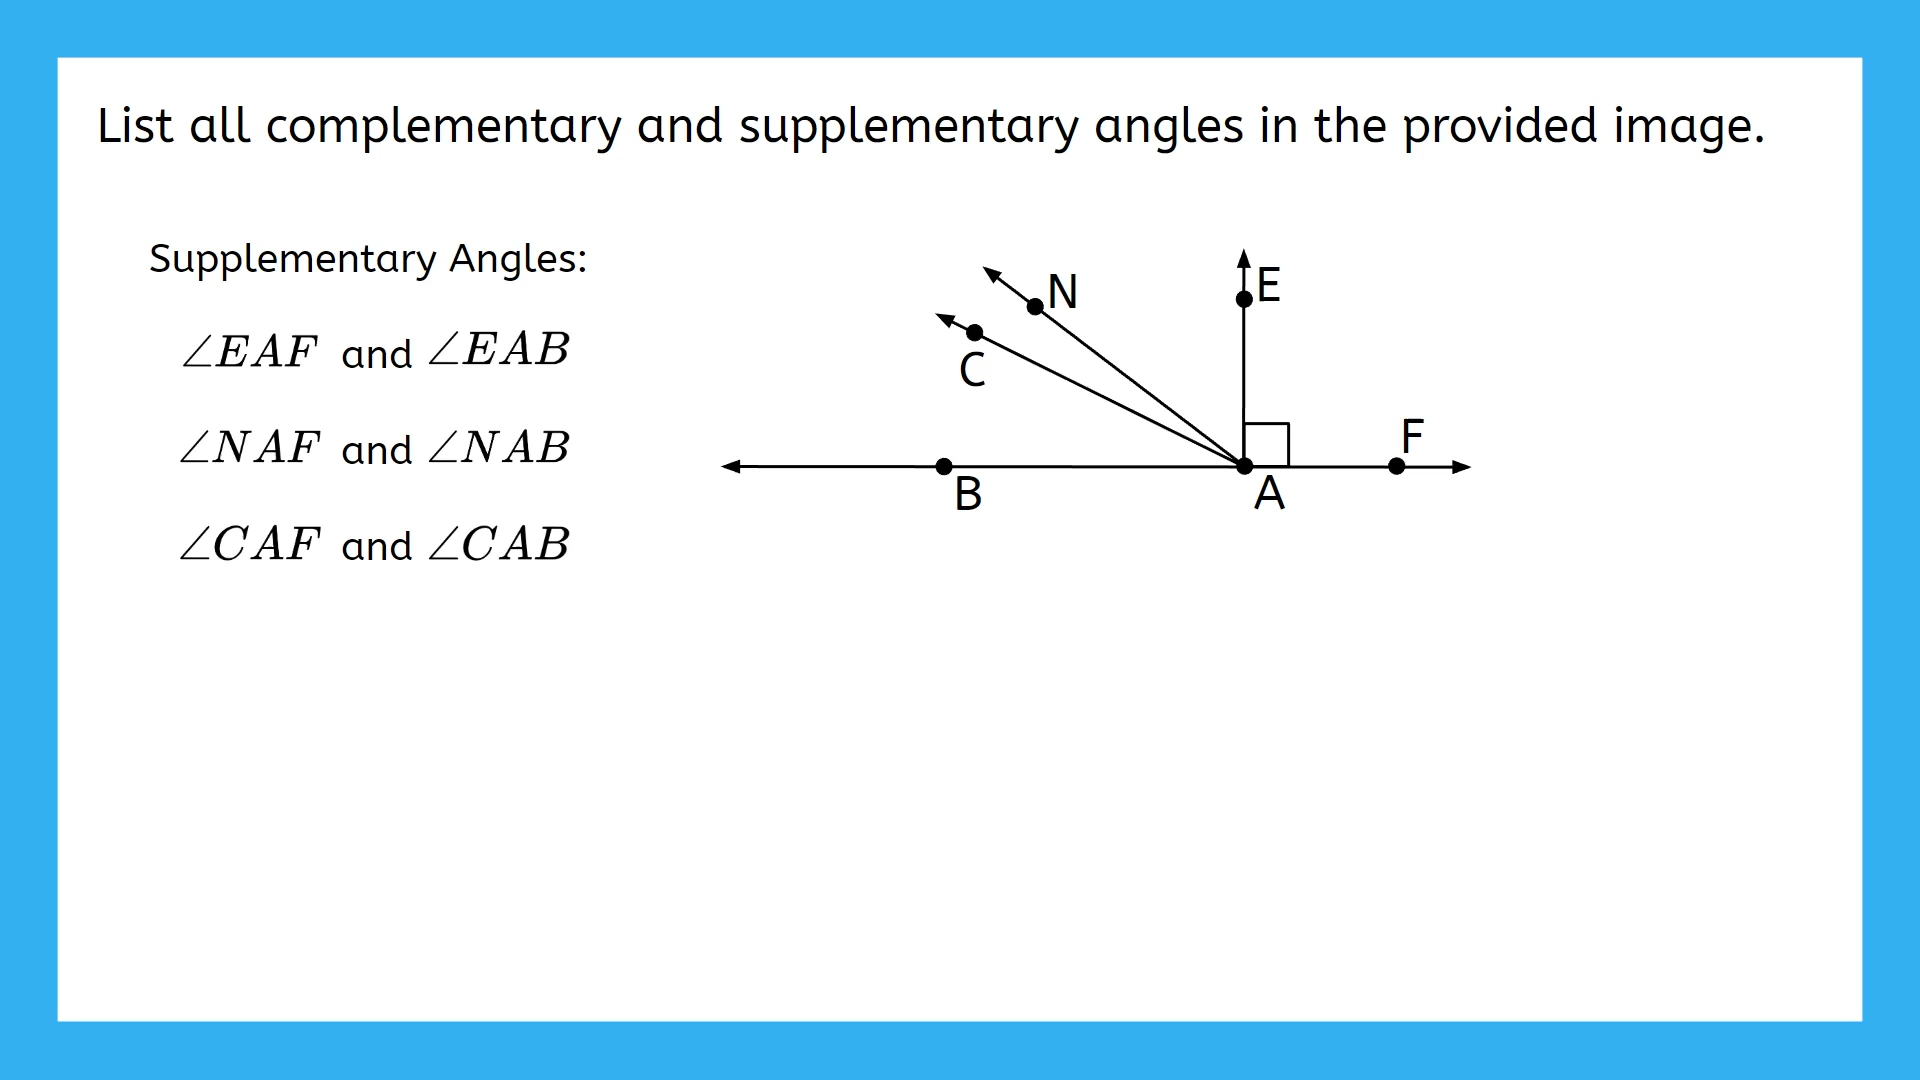 List all complementary and supplementary angles in the provided image.
Supplementary Angles:
∠EAF and ∠EAB
∠NAF and ∠NAB
∠CAF and ∠CAB
N
E
C
F
B
A